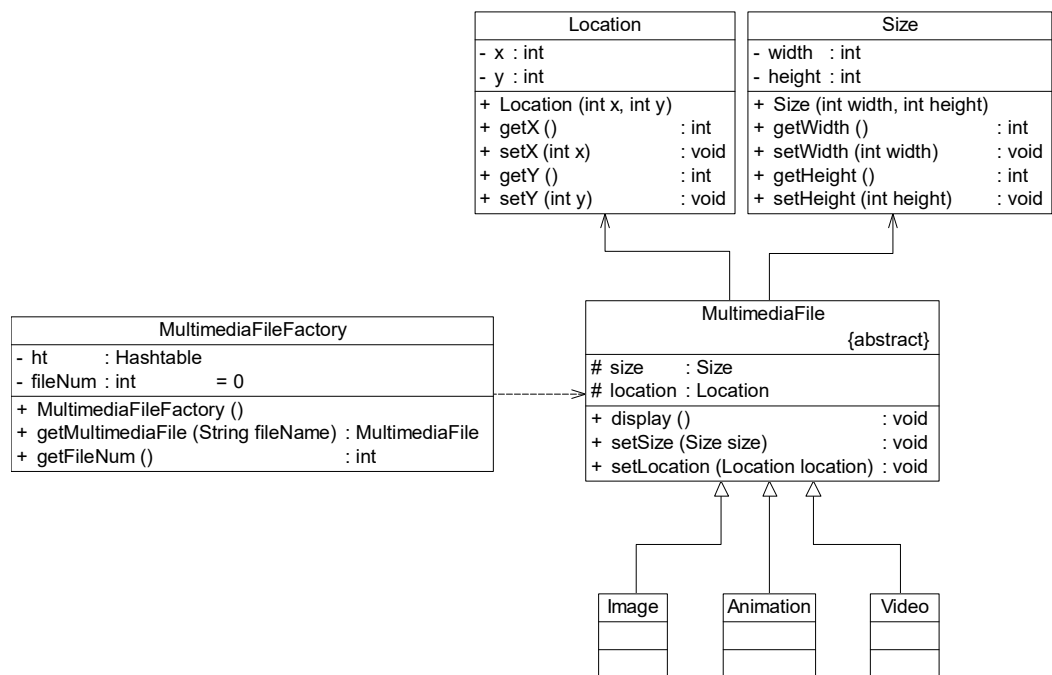 Location
- x : int
- y : int
+ Location (int x, int y)
+ getX () : int
+ setX (int x) : void
+ getY () : int
+ setY (int y) : void
Size
- width : int
- height : int
+ Size (int width, int height)
+ getWidth () : int
+ setWidth (int width) : void
+ getHeight () : int
+ setHeight (int height) : void
MultimediaFileFactory
- ht : Hashtable
- fileNum : int = 0
+ MultimediaFileFactory ()
+ getMultimediaFile (String fileName) : MultimediaFile
+ getFileNum () : int
MultimediaFile
{abstract}
# size : Size
# location : Location
+ display () : void
+ setSize (Size size) : void
+ setLocation (Location location) : void
Image
Animation
Video